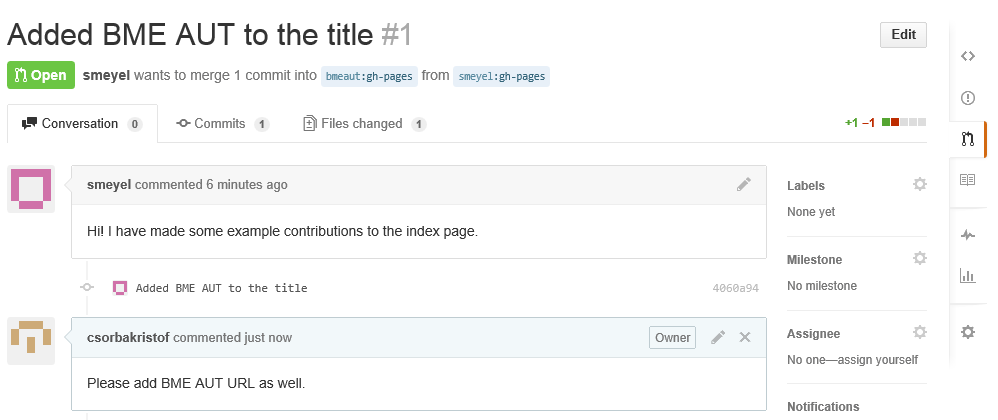 Added BME AUT to the title #1
Edit
Open smeyel wants to merge 1 commit into bmeaut:gh-pages from smeyel:gh-pages
Conversation 0 Commits 1 Files changed 1 +1 −1
smeyel commented 6 minutes ago
Hi! I have made some example contributions to the index page.
Added BME AUT to the title 4060a94
csorbakristof commented just now Owner
Please add BME AUT URL as well.
Labels
None yet
Milestone
No milestone
Assignee
No one—assign yourself
Notifications